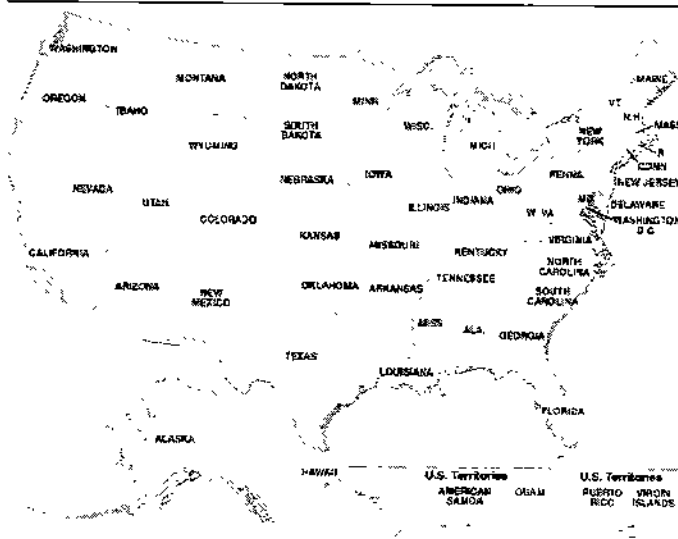 WASHINGTON
MONTANA
NORTH
DAKOTA
MINN
MAINE
OREGON
IDAHO
VT
N.H.
WISC.
MASS
SOUTH
DAKOTA
NEW
YORK
WYOMING
MICH
R
CONN
NEBRASKA
IOWA
PENNA
NEW JERSEY
NEVADA
UTAH
ILLINOIS
INDIANA
OHIO
MD
DELAWARE
COLORADO
W VA
WASHINGTON
D C
KANSAS
MISSOURI
KENTUCKY
VIRGINIA
CALIFORNIA
NORTH
CAROLINA
ARIZONA
NEW
MEXICO
OKLAHOMA
ARKANSAS
TENNESSEE
SOUTH
CAROLINA
MISS
ALA.
GEORGIA
TEXAS
LOUISIANA
FLORIDA
ALASKA
HAWAII
U.S. Territories
AMERICAN
SAMOA
GUAM
U.S. Territories
PUERTO
RICO
VIRGIN
ISLANDS